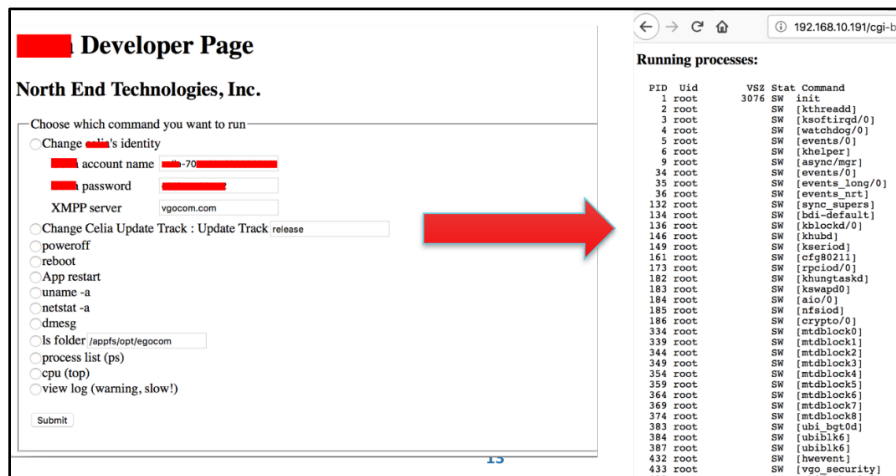 Developer Page
North End Technologies, Inc.
Choose which command you want to run
Change 's identity
account name -70
password
XMPP server vgocom.com
Change Celia Update Track : Update Track release
poweroff
reboot
App restart
uname -a
netstat -a
dmesg
ls folder /appfs/opt/egocom
process list (ps)
cpu (top)
view log (warning, slow!)
Submit
192.168.10.191/cgi-b
Running processes:
PID Uid VSZ Stat Command
1 root 3076 SW init
2 root SW [kthreadd]
3 root SW [ksoftirqd/0]
4 root SW [watchdog/0]
5 root SW [events/0]
6 root SW [khelper]
9 root SW [async/mgr]
34 root SW [events/0]
35 root SW [events_long/0]
36 root SW [events_nrt]
132 root SW [sync_supers]
134 root SW [bdi-default]
136 root SW [kblockd/0]
146 root SW [khubd]
149 root SW [kseriod]
161 root SW [cfg80211]
173 root SW [rpciod/0]
182 root SW [khungtaskd]
183 root SW [kswapd0]
184 root SW [aio/0]
185 root SW [nfsiod]
186 root SW [crypto/0]
334 root SW [mtdblock0]
339 root SW [mtdblock1]
344 root SW [mtdblock2]
349 root SW [mtdblock3]
354 root SW [mtdblock4]
359 root SW [mtdblock5]
364 root SW [mtdblock6]
369 root SW [mtdblock7]
374 root SW [mtdblock8]
383 root SW [ubi_bgt0d]
384 root SW [ubiblk6]
387 root SW [ubiblk6]
432 root SW [hwevent]
433 root SW [vgo_security]